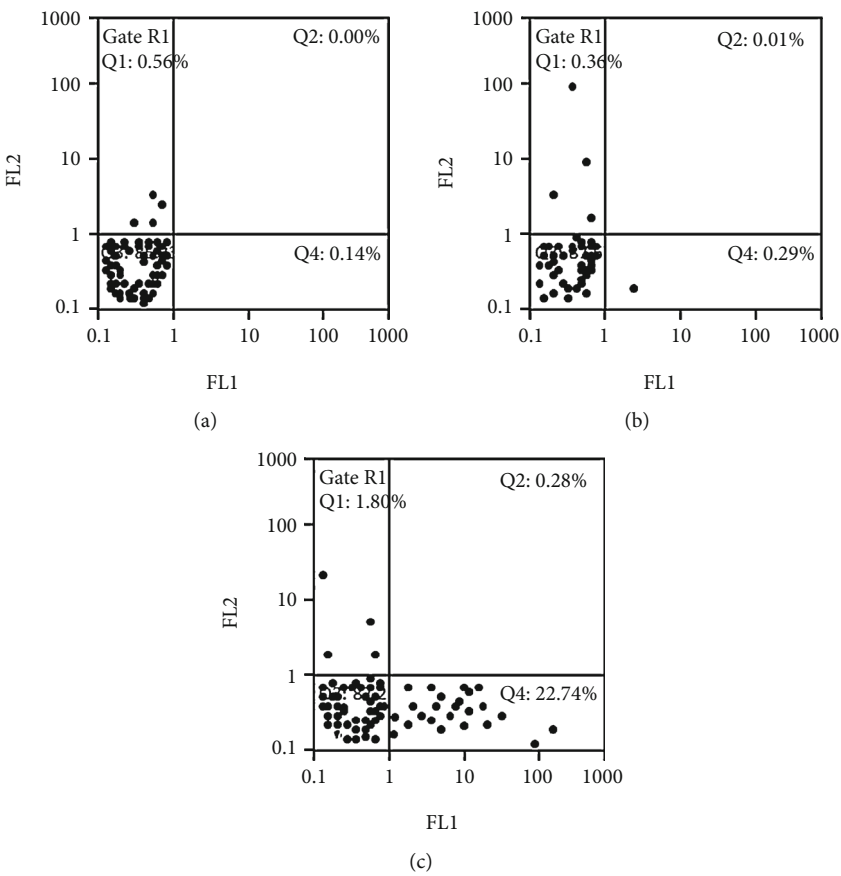 1000
Gate R1
Q2: 0.00%
Q1: 0.56%
100
10
FL2
1
Q4: 0.14%
0.1
0.1 1 10 100 1000
FL1
(a)
1000
Gate R1
Q2: 0.01%
Q1: 0.36%
100
10
FL2
1
Q4: 0.29%
0.1
0.1 1 10 100 1000
FL1
(b)
1000
Gate R1
Q2: 0.28%
Q1: 1.80%
100
10
FL2
1
Q4: 22.74%
0.1
0.1 1 10 100 1000
FL1
(c)